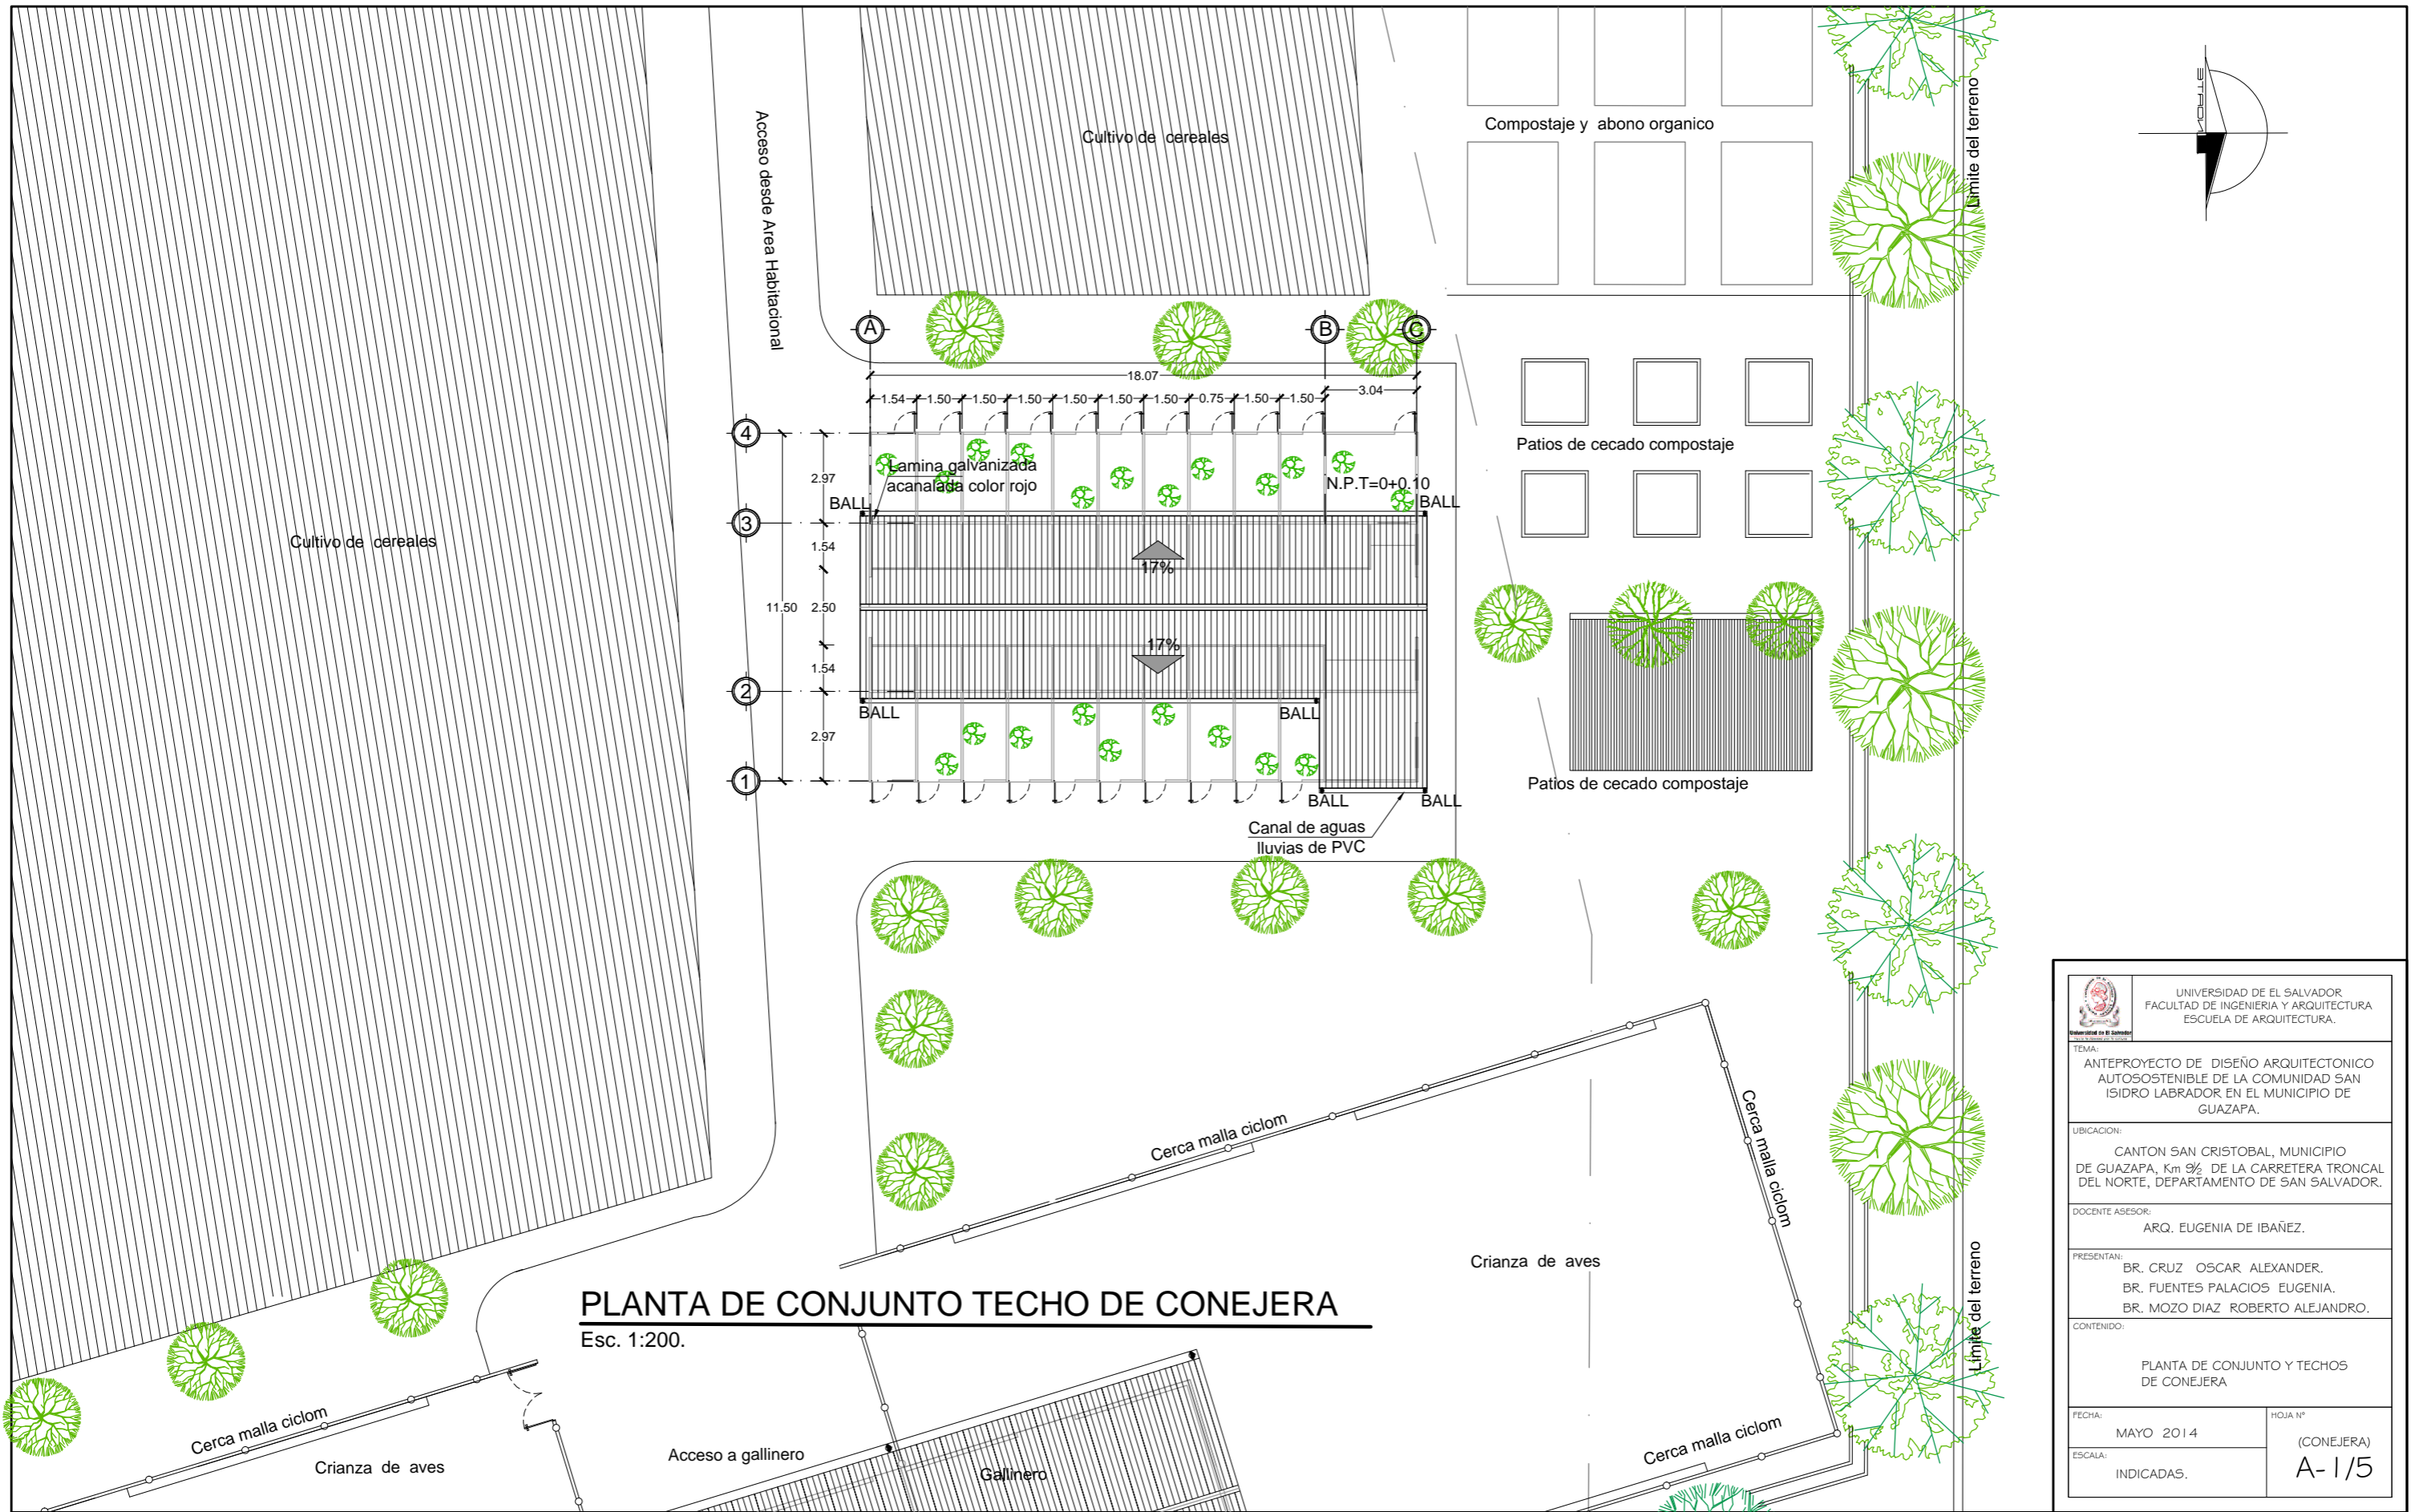 Acceso desde Area Habitacional
Cultivo de cereales
Compostaje y abono organico
Limite del terreno
NORTE
A
B
C
18.07
3.04
1.54
1.50
1.50
1.50
1.50
1.50
1.50
0.75
1.50
1.50
4
3
2
1
2.97
1.54
11.50
2.50
1.54
2.97
Lamina galvanizada
acanalada color rojo
N.P.T=0+0.10
BALL
BALL
17%
17%
BALL
BALL
BALL
BALL
Canal de aguas
lluvias de PVC
Cultivo de cereales
Patios de cecado compostaje
Patios de cecado compostaje
Cerca malla ciclom
Cerca malla ciclom
Crianza de aves
Limite del terreno
PLANTA DE CONJUNTO TECHO DE CONEJERA
Esc. 1:200.
Cerca malla ciclom
Crianza de aves
Acceso a gallinero
Gallinero
Cerca malla ciclom
Universidad de El Salvador
UNIVERSIDAD DE EL SALVADOR
FACULTAD DE INGENIERIA Y ARQUITECTURA
ESCUELA DE ARQUITECTURA.
TEMA:
ANTEPROYECTO DE DISEÑO ARQUITECTONICO
AUTOSOSTENIBLE DE LA COMUNIDAD SAN
ISIDRO LABRADOR EN EL MUNICIPIO DE
GUAZAPA.
UBICACION:
CANTON SAN CRISTOBAL, MUNICIPIO
DE GUAZAPA, Km 9½ DE LA CARRETERA TRONCAL
DEL NORTE, DEPARTAMENTO DE SAN SALVADOR.
DOCENTE ASESOR:
ARQ. EUGENIA DE IBAÑEZ.
PRESENTAN:
BR. CRUZ OSCAR ALEXANDER.
BR. FUENTES PALACIOS EUGENIA.
BR. MOZO DIAZ ROBERTO ALEJANDRO.
CONTENIDO:
PLANTA DE CONJUNTO Y TECHOS
DE CONEJERA
FECHA:
MAYO 2014
ESCALA:
INDICADAS.
HOJA Nº
(CONEJERA)
A-1/5